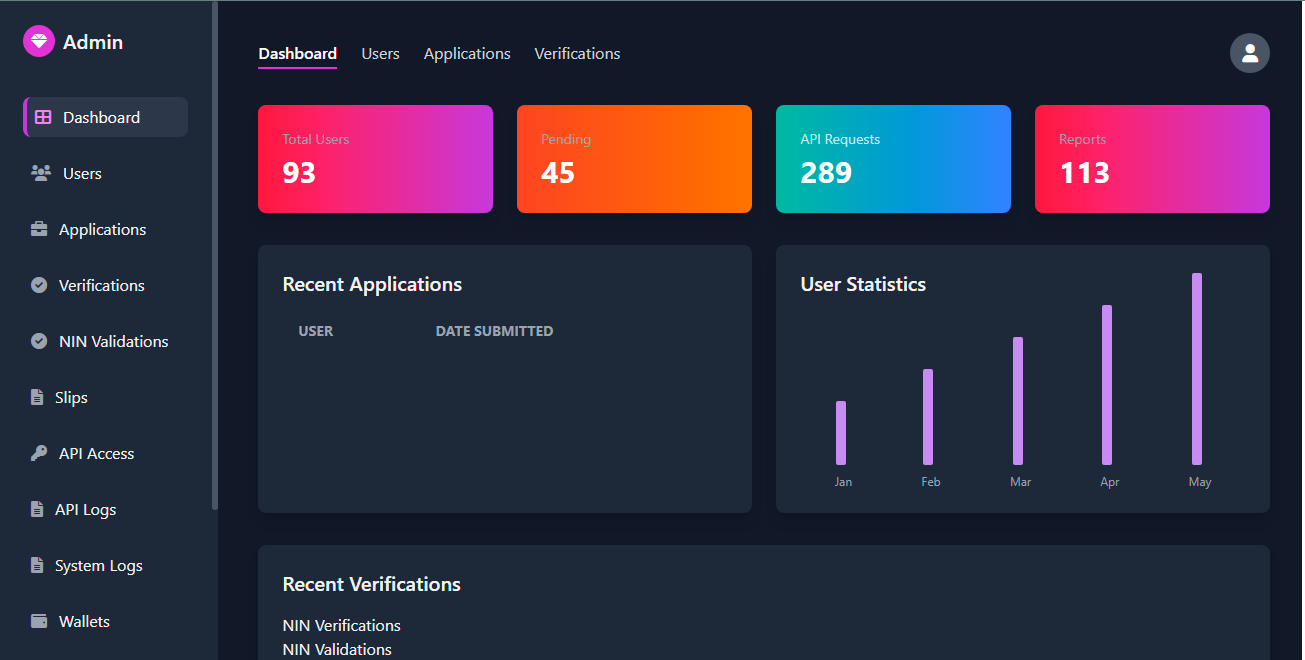 Admin
Dashboard
Users
Applications
Verifications
NIN Validations
Slips
API Access
API Logs
System Logs
Wallets
Dashboard Users Applications Verifications
Total Users
93
Pending
45
API Requests
289
Reports
113
Recent Applications
USER DATE SUBMITTED
User Statistics
Jan Feb Mar Apr May
Recent Verifications
NIN Verifications
NIN Validations